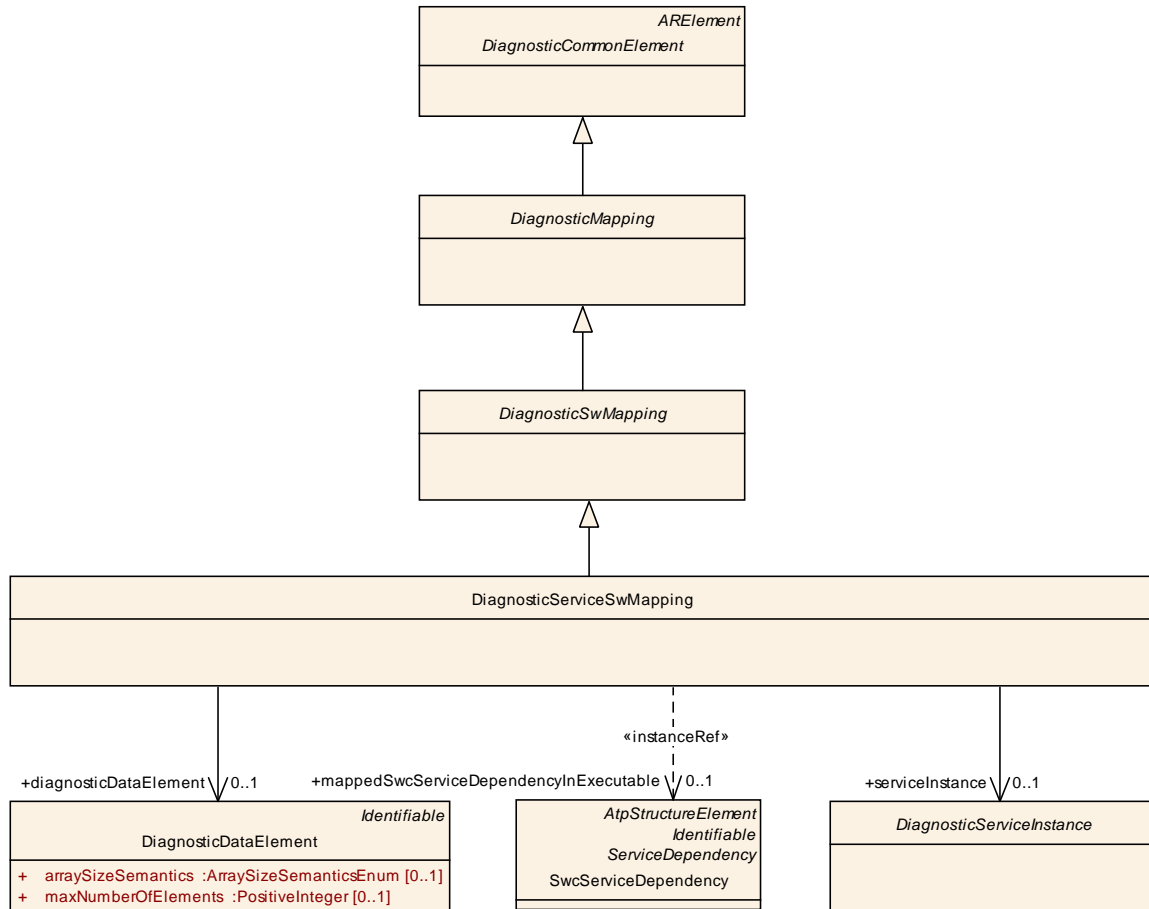 ARElement
DiagnosticCommonElement
DiagnosticMapping
DiagnosticSwMapping
DiagnosticServiceSwMapping
«instanceRef»
+diagnosticDataElement 0..1
+mappedSwcServiceDependencyInExecutable 0..1
+serviceInstance 0..1
Identifiable
DiagnosticDataElement
+ arraySizeSemantics :ArraySizeSemanticsEnum [0..1]
+ maxNumberOfElements :PositiveInteger [0..1]
AtpStructureElement
Identifiable
ServiceDependency
SwcServiceDependency
DiagnosticServiceInstance